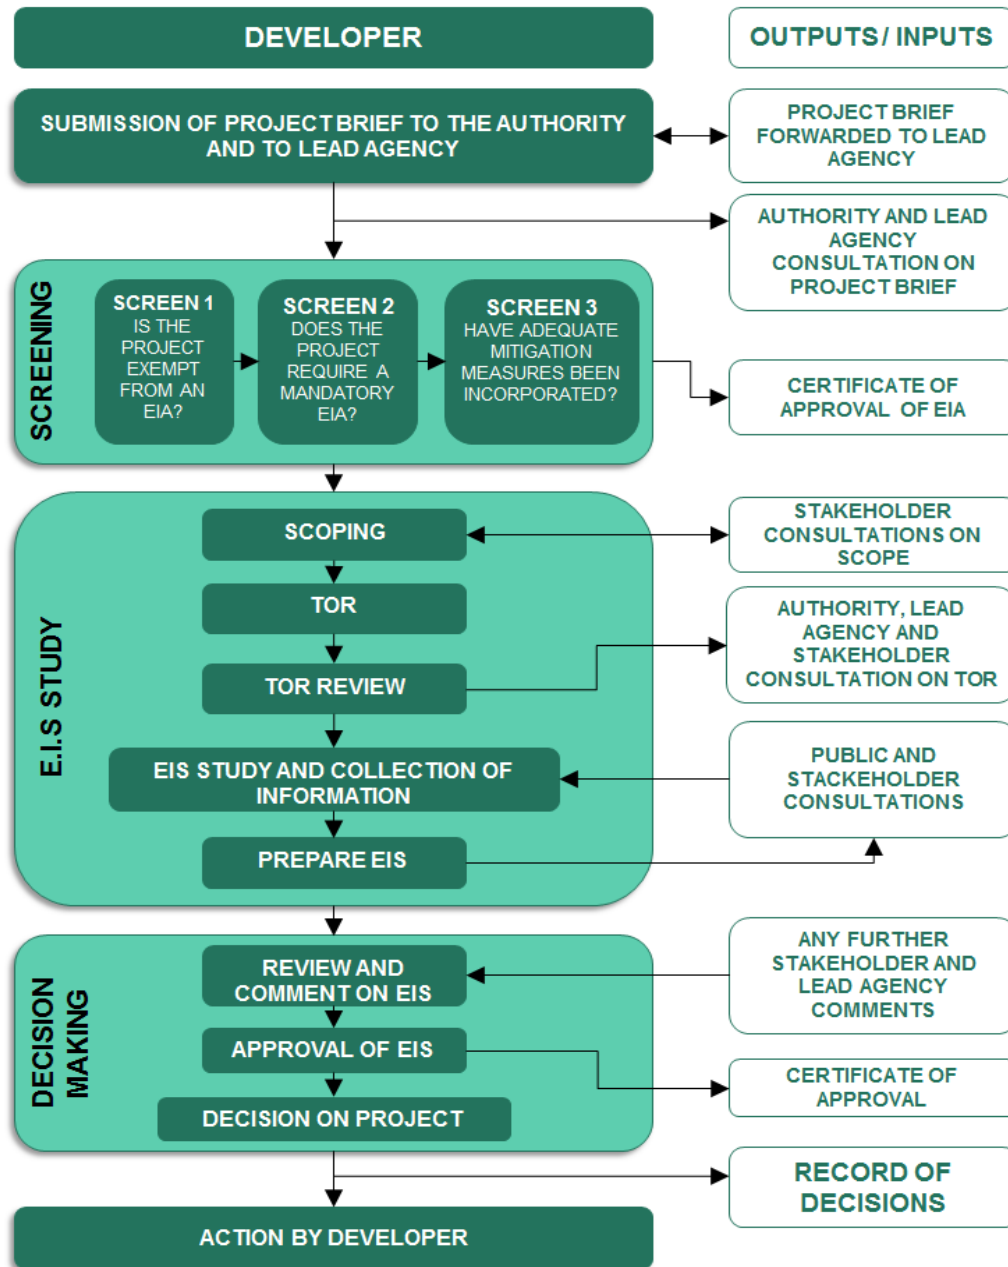 DEVELOPER
OUTPUTS/ INPUTS
SUBMISSION OF PROJECT BRIEF TO THE AUTHORITY
AND TO LEAD AGENCY
PROJECT BRIEF
FORWARDED TO LEAD
AGENCY
AUTHORITY AND LEAD
AGENCY
CONSULTATION ON
PROJECT BRIEF
SCREENING
SCREEN 1
IS THE
PROJECT
EXEMPT
FROM AN
EIA?
SCREEN 2
DOES THE
PROJECT
REQUIRE A
MANDATORY
EIA?
SCREEN 3
HAVE ADEQUATE
MITIGATION
MEASURES BEEN
INCORPORATED?
CERTIFICATE OF
APPROVAL OF EIA
E.I.S STUDY
SCOPING
STAKEHOLDER
CONSULTATIONS ON
SCOPE
TOR
TOR REVIEW
AUTHORITY, LEAD
AGENCY AND
STAKEHOLDER
CONSULTATION ON TOR
EIS STUDY AND COLLECTION OF
INFORMATION
PUBLIC AND
STACKEHOLDER
CONSULTATIONS
PREPARE EIS
DECISION
MAKING
REVIEW AND
COMMENT ON EIS
ANY FURTHER
STAKEHOLDER AND
LEAD AGENCY
COMMENTS
APPROVAL OF EIS
CERTIFICATE OF
APPROVAL
DECISION ON PROJECT
RECORD OF
DECISIONS
ACTION BY DEVELOPER